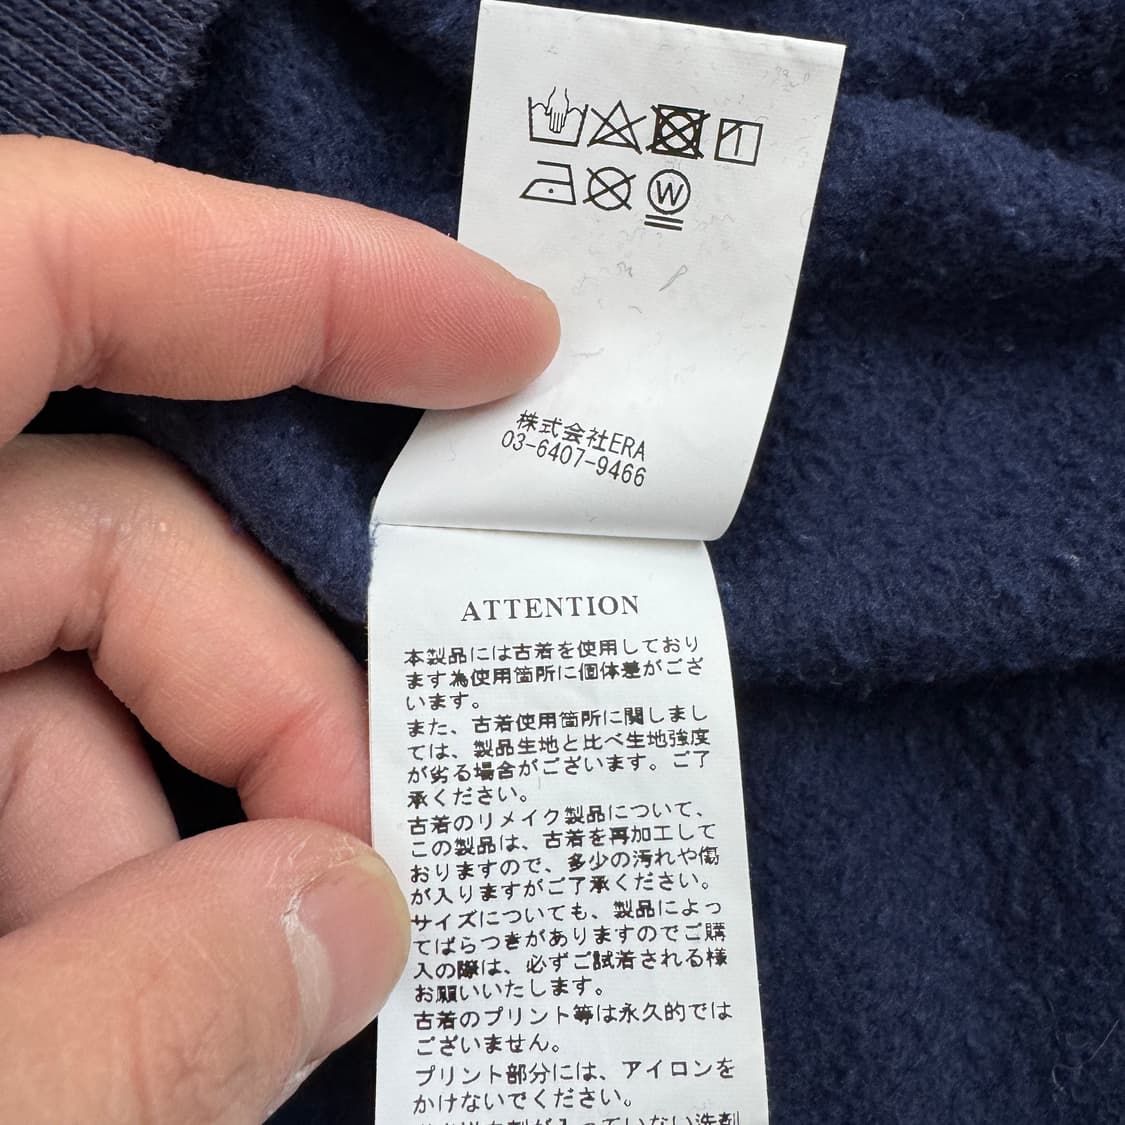 W
株式会社ERA
03-6407-9466
ATTENTION
本製品には古着を使用しており
ます為使用箇所に個体差がござ
います。
また、古着使用箇所に関しまし
ては、製品生地と比べ生地強度
が劣る場合がございます。ご了
承ください。
古着のリメイク製品について、
この製品は、古着を再加工して
おりますので、多少の汚れや傷
が入りますがご了承ください。
サイズについても、製品によっ
てばらつきがありますのでご購
入の際は、必ずご試着される様
お願いいたします。
古着のプリント等は永久的では
ございません。
プリント部分には、アイロンを
かけないでください。
が入っていない洗剤